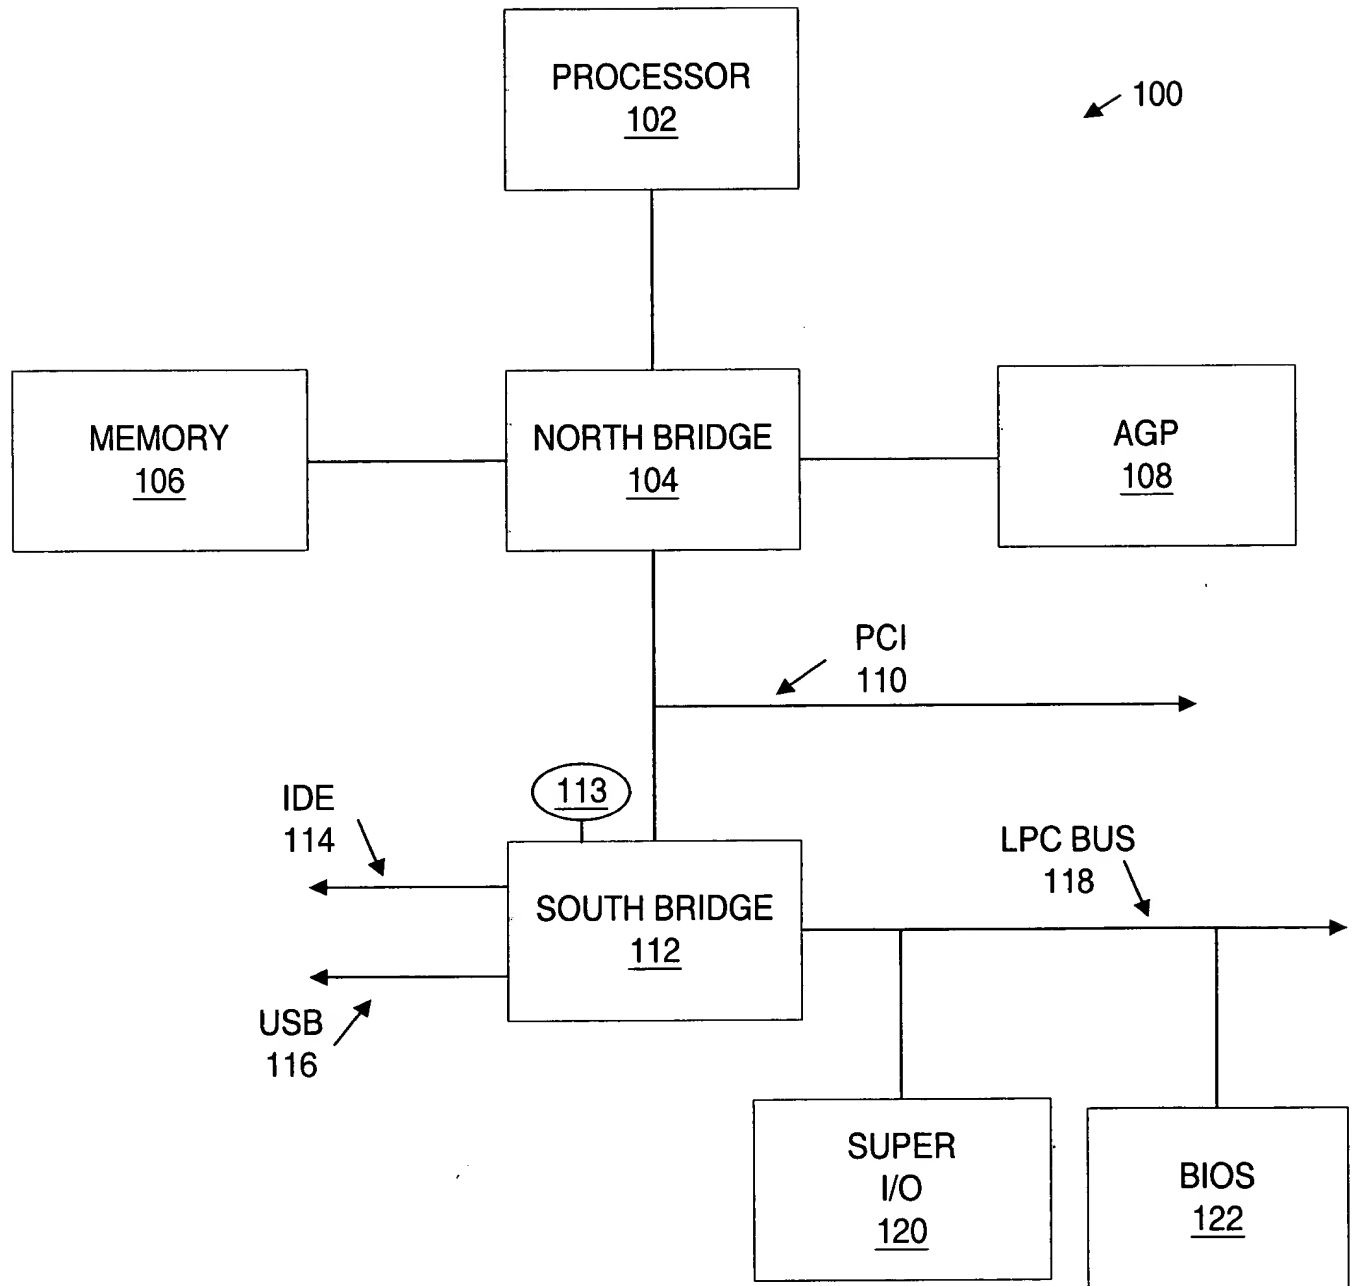 PROCESSOR
102
100
MEMORY
106
NORTH BRIDGE
104
AGP
108
PCI
110
113
IDE
114
SOUTH BRIDGE
112
LPC BUS
118
USB
116
SUPER
I/O
120
BIOS
122